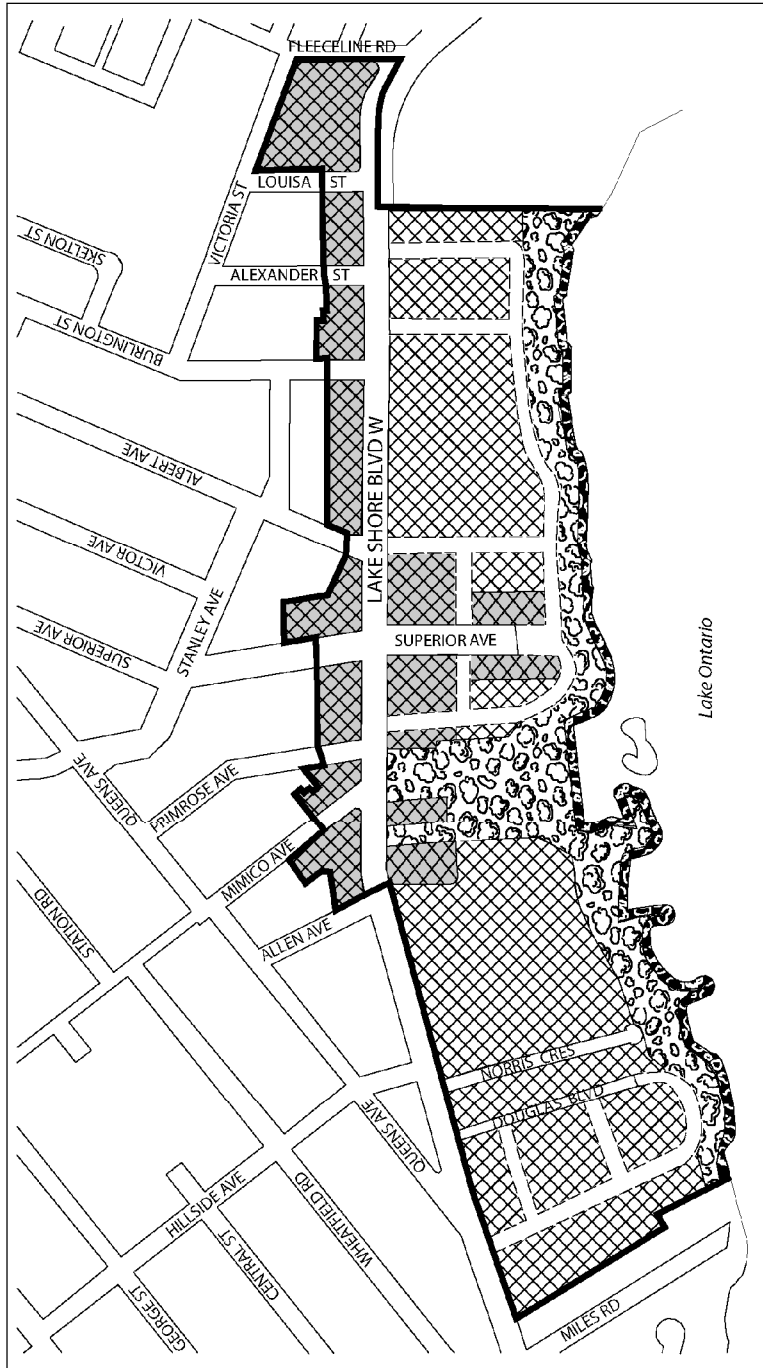 FLEECELINE RD
LOUISA ST
VICTORIA ST
SKELTON ST
ALEXANDER ST
BURLINGTON ST
ALBERT AVE
LAKE SHORE BLVD W
VICTOR AVE
SUPERIOR AVE
STANLEY AVE
SUPERIOR AVE
Lake Ontario
QUEENS AVE
PRIMROSE AVE
MIMICO AVE
STATION RD
ALLEN AVE
NORRIS CRES
DOUGLAS BLVD
QUEENS AVE
HILLSIDE AVE
WHEATFIELD RD
CENTRAL ST
GEORGE ST
MILES RD